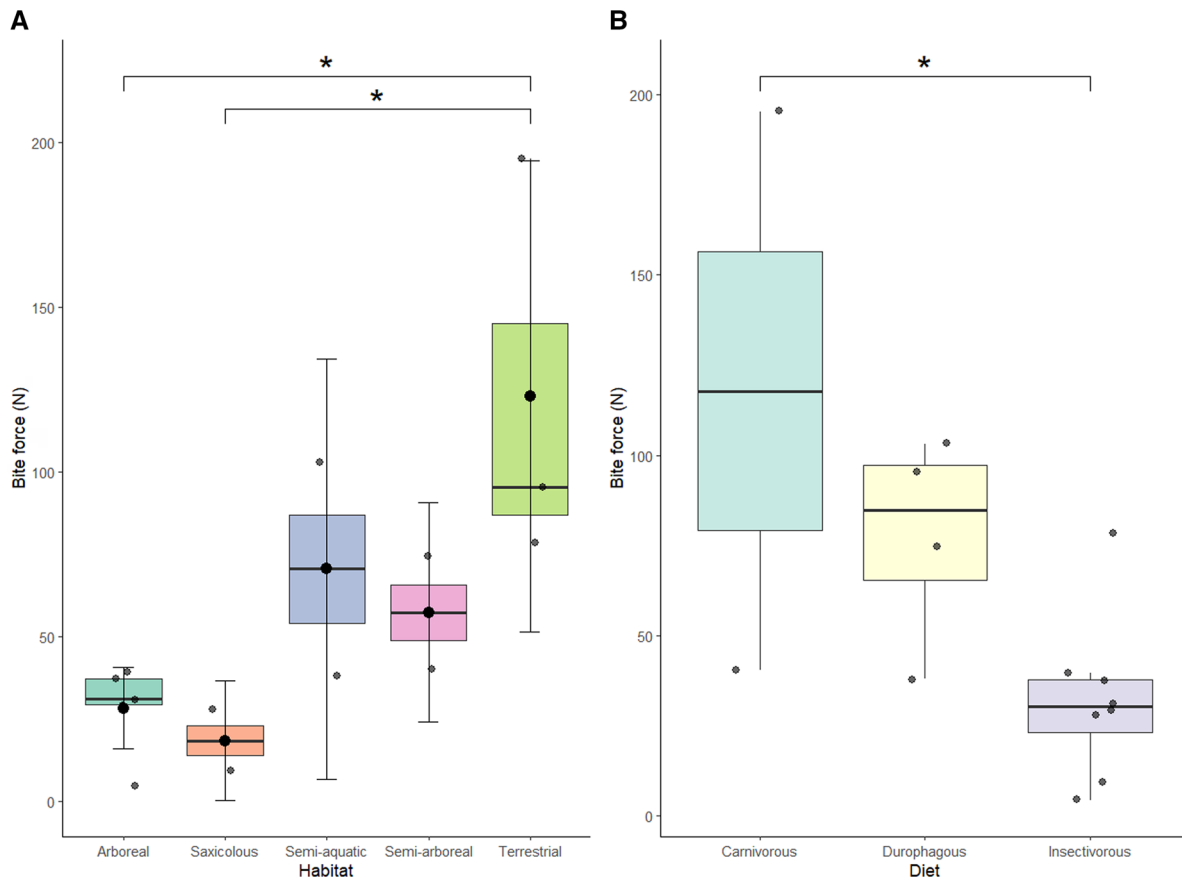 A
Bite force (N)
200
150
100
50
0
*
*
Arboreal Saxicolous Semi-aquatic Semi-arboreal Terrestrial
Habitat
B
Bite force (N)
200
150
100
50
0
*
Carnivorous Durophagous Insectivorous
Diet